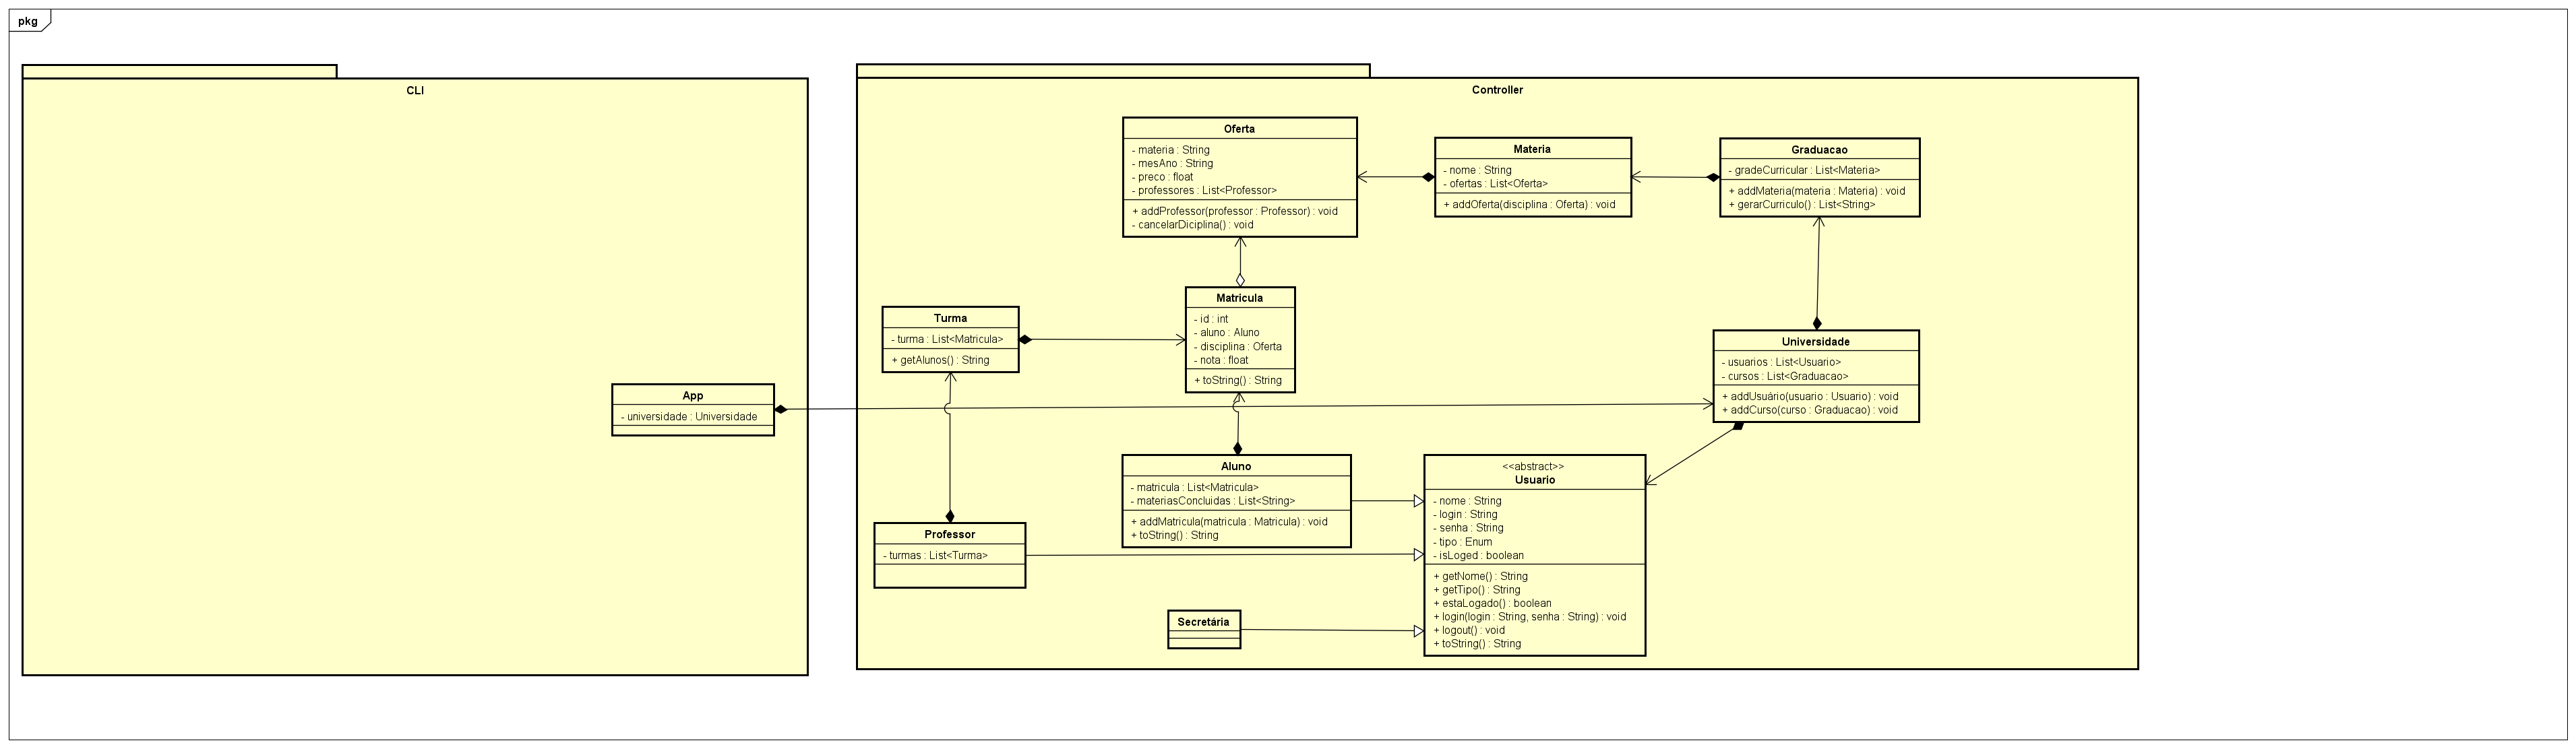 pkg
CLI
App
- universidade : Universidade
Controller
Oferta
- materia : String
- mesAno : String
- preco : float
- professores : List<Professor>
+ addProfessor(professor : Professor) : void
- cancelarDiciplina() : void
Materia
- nome : String
- ofertas : List<Oferta>
+ addOferta(disciplina : Oferta) : void
Graduacao
- gradeCurricular : List<Materia>
+ addMateria(materia : Materia) : void
+ gerarCurriculo() : List<String>
Turma
- turma : List<Matricula>
+ getAlunos() : String
Matricula
- id : int
- aluno : Aluno
- disciplina : Oferta
- nota : float
+ toString() : String
Universidade
- usuarios : List<Usuario>
- cursos : List<Graduacao>
+ addUsuário(usuario : Usuario) : void
+ addCurso(curso : Graduacao) : void
Aluno
- matricula : List<Matricula>
- materiasConcluidas : List<String>
+ addMatricula(matricula : Matricula) : void
+ toString() : String
<<abstract>>
Usuario
- nome : String
- login : String
- senha : String
- tipo : Enum
- isLoged : boolean
+ getNome() : String
+ getTipo() : String
+ estaLogado() : boolean
+ login(login : String, senha : String) : void
+ logout() : void
+ toString() : String
Professor
- turmas : List<Turma>
Secretária